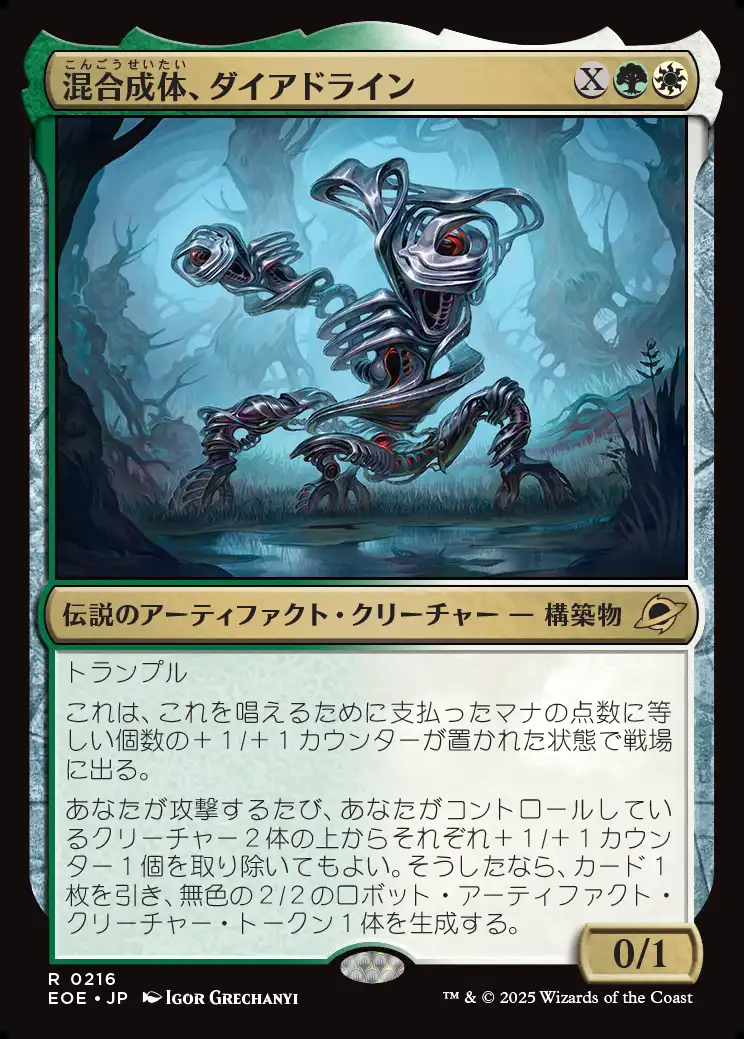 こんごうせいたい
混合成体、ダイアドライン X
伝説のアーティファクト・クリーチャー — 構築物
トランプル
これは、これを唱えるために支払ったマナの点数に等
しい個数の＋１/＋１カウンターが置かれた状態で戦場
に出る。
あなたが攻撃するたび、あなたがコントロールしてい
るクリーチャー２体の上からそれぞれ＋１/＋１カウン
ター１個を取り除いてもよい。そうしたなら、カード１
枚を引き、無色の２/２のロボット・アーティファクト・
クリーチャー・トークン１体を生成する。
0/1
R 0216
EOE • JP Igor Grechanyi
™ & © 2025 Wizards of the Coast